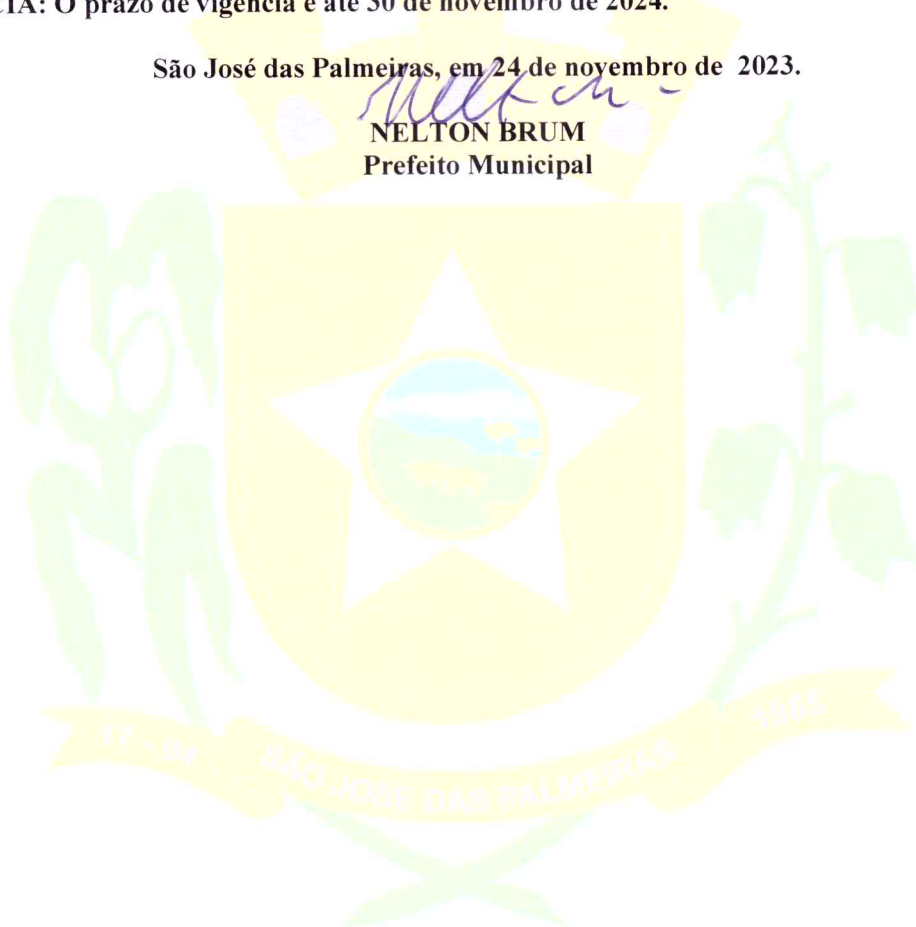 CIA: O prazo de vigência é até 30 de novembro de 2024.
São José das Palmeiras, em 24 de novembro de 2023.
NELTON BRUM
Prefeito Municipal
17 - 04
SÃO JOSÉ DAS PALMEIRAS
1985